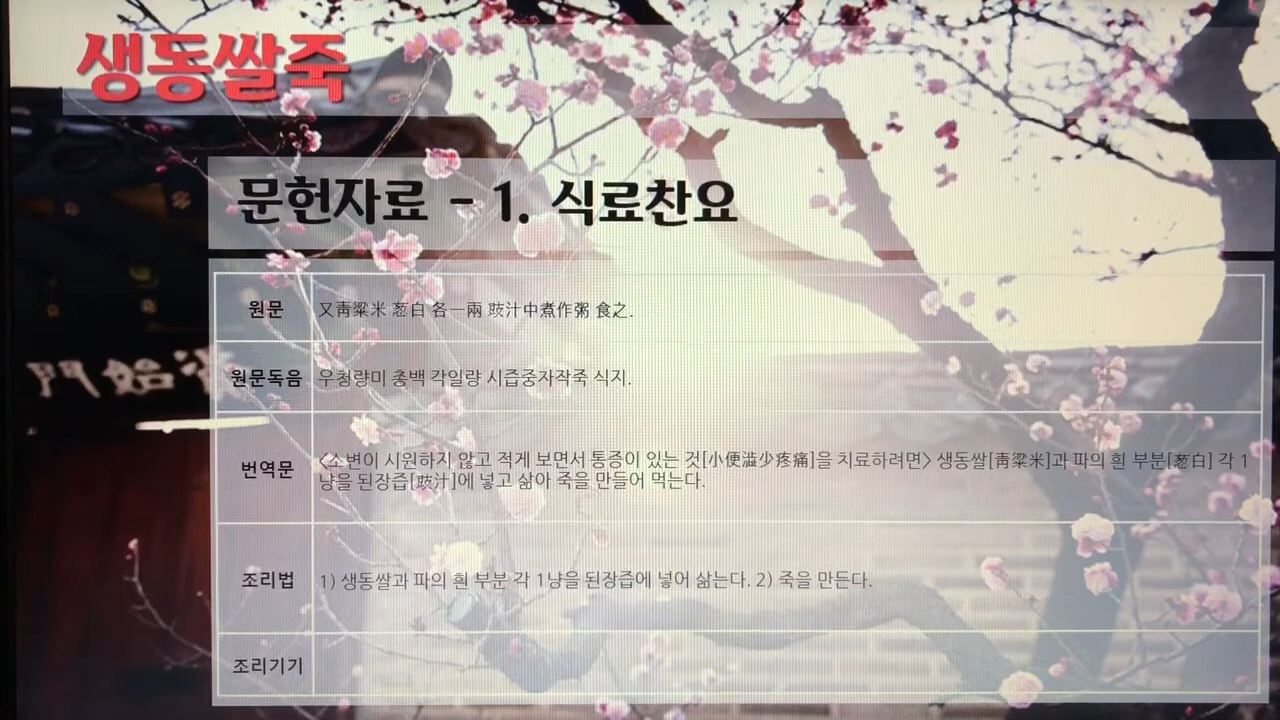 생동쌀죽
문헌자료 - 1. 식료찬요
원문 又靑粱米 葱白 各一兩 豉汁中煮作粥 食之.
원문독음 우청량미 총백 각일량 시즙중자작죽 식지.
번역문 <소변이 시원하지 않고 적게 보면서 통증이 있는 것[小便澁少疼痛]을 치료하려면> 생동쌀[靑粱米]과 파의 흰 부분[葱白] 각 1
냥을 된장즙[豉汁]에 넣고 삶아 죽을 만들어 먹는다.
조리법 1) 생동쌀과 파의 흰 부분 각 1냥을 된장즙에 넣어 삶는다. 2) 죽을 만든다.
조리기기
門始